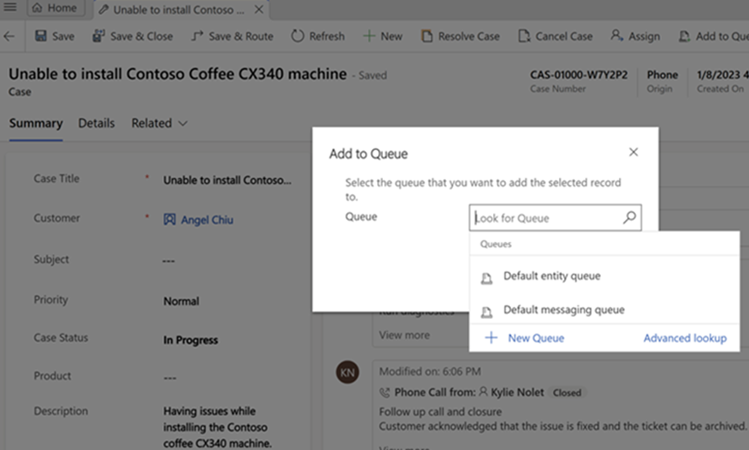 Home
Unable to install Contoso ...
Save
Save & Close
Save & Route
Refresh
New
Resolve Case
Cancel Case
Assign
Add to Que
Unable to install Contoso Coffee CX340 machine - Saved
Case
CAS-01000-W7Y2P2
Case Number
Phone
Origin
1/8/2023 4
Created On
Summary
Details
Related
Add to Queue
Select the queue that you want to add the selected record
to.
Queue
Look for Queue
Queues
Default entity queue
Default messaging queue
New Queue
Advanced lookup
Case Title * Unable to install Contoso...
Customer * Angel Chiu
Subject ---
Priority Normal
Case Status In Progress
Product ---
Description Having issues while
installing the Contoso
coffee CX340 machine.
Run diagnostics
View more
KN
Modified on: 6:06 PM
Phone Call from: Kylie Nolet Closed
Follow up call and closure
Customer acknowledged that the issue is fixed and the ticket can be archived.
View more